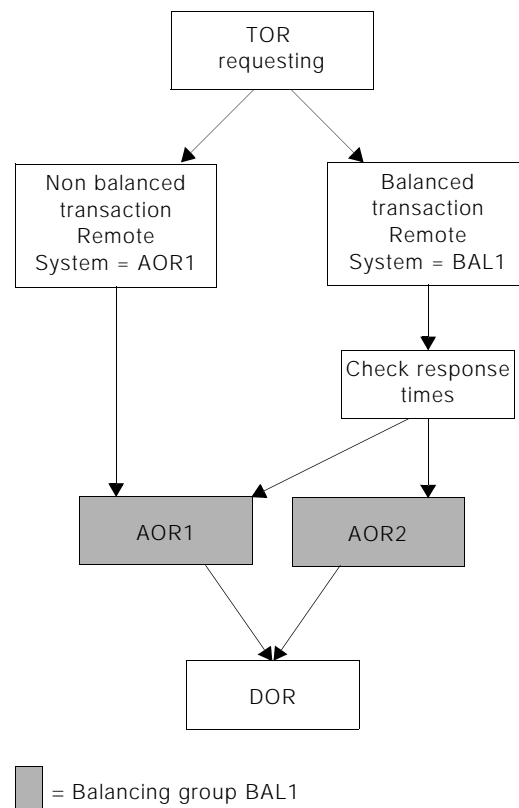 TOR
requesting
Non balanced
transaction
Remote
System = AOR1
Balanced
transaction
Remote
System = BAL1
Check response
times
AOR1
AOR2
DOR
= Balancing group BAL1